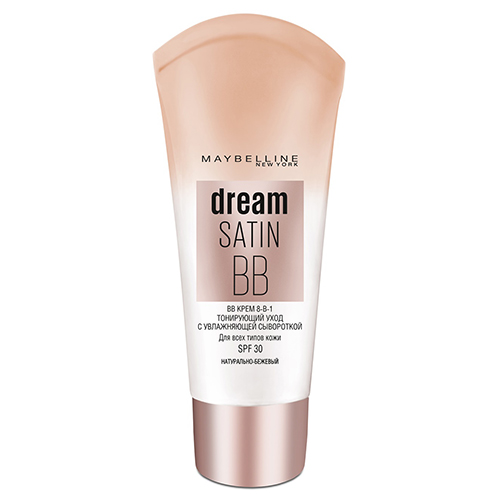 MAYBELLINE
NEW YORK
dream
SATIN
BB
BB КРЕМ 8-В-1
ТОНИРУЮЩИЙ УХОД
С УВЛАЖНЯЮЩЕЙ СЫВОРОТКОЙ
Для всех типов кожи
SPF 30
НАТУРАЛЬНО-БЕЖЕВЫЙ